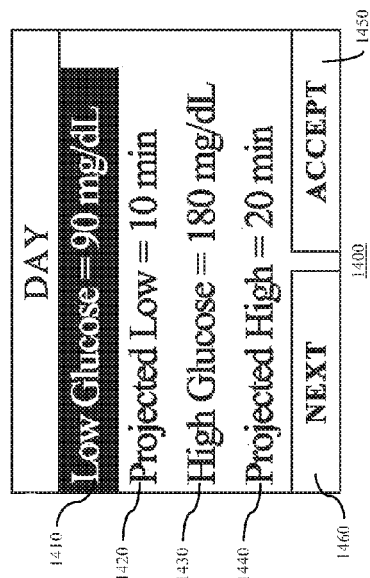 DAY
1410 Low Glucose = 90 mg/dL
1420 Projected Low = 10 min
1430 High Glucose = 180 mg/dL
1440 Projected High = 20 min
NEXT ACCEPT
1460 1400 1450